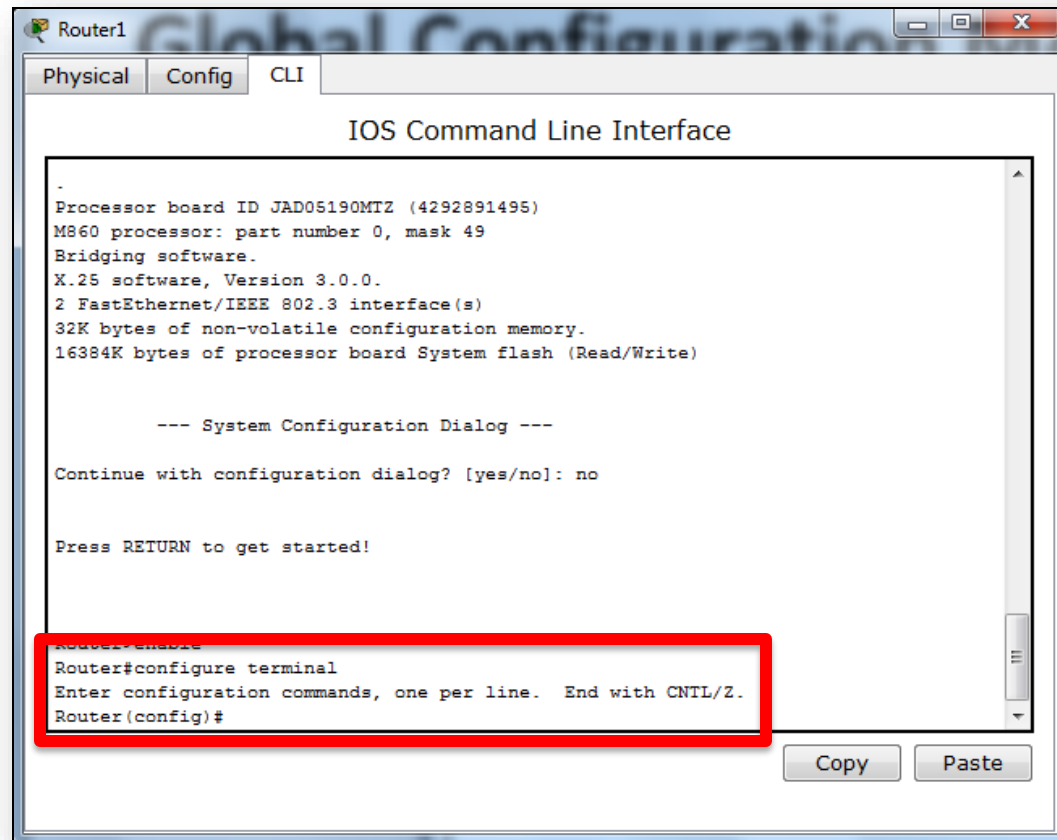 Global Configuration M
Router1
Physical Config CLI
IOS Command Line Interface
.
Processor board ID JAD05190MTZ (4292891495)
M860 processor: part number 0, mask 49
Bridging software.
X.25 software, Version 3.0.0.
2 FastEthernet/IEEE 802.3 interface(s)
32K bytes of non-volatile configuration memory.
16384K bytes of processor board System flash (Read/Write)
--- System Configuration Dialog ---
Continue with configuration dialog? [yes/no]: no
Press RETURN to get started!
Router>enable
Router#configure terminal
Enter configuration commands, one per line.  End with CNTL/Z.
Router(config)#
Copy Paste